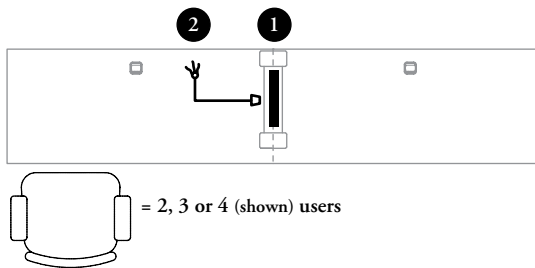 2 1
= 2, 3 or 4 (shown) users